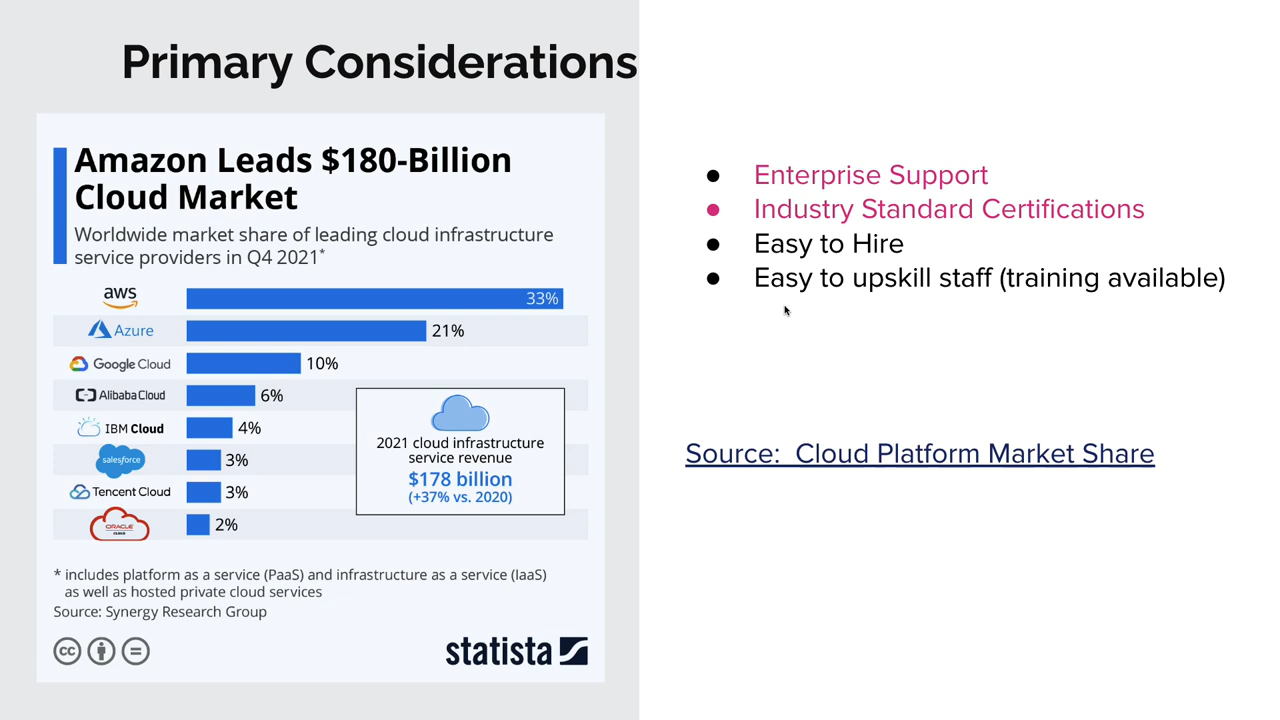 Primary Considerations
Amazon Leads $180-Billion
Cloud Market
Worldwide market share of leading cloud infrastructure
service providers in Q4 2021*
aws 33%
Azure 21%
Google Cloud 10%
Alibaba Cloud 6%
IBM Cloud 4%
salesforce 3%
Tencent Cloud 3%
ORACLE
CLOUD 2%
2021 cloud infrastructure
service revenue
$178 billion
(+37% vs. 2020)
* includes platform as a service (PaaS) and infrastructure as a service (IaaS)
as well as hosted private cloud services
Source: Synergy Research Group
cc
statista
● Enterprise Support
● Industry Standard Certifications
● Easy to Hire
● Easy to upskill staff (training available)
Source:  Cloud Platform Market Share